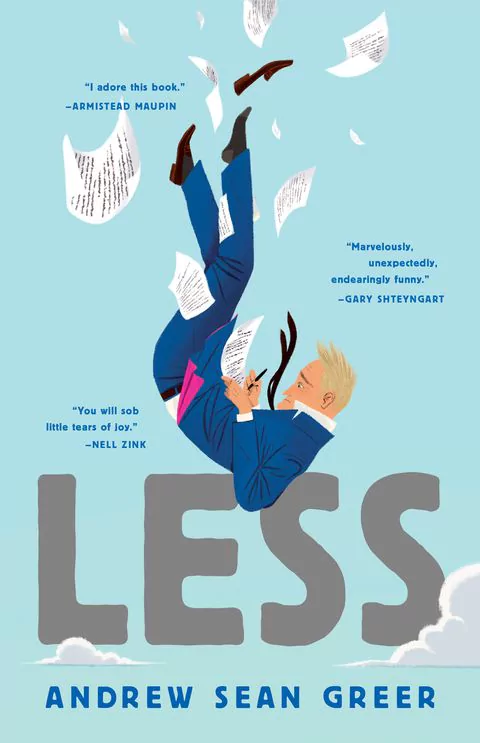 “I adore this book.”
–ARMISTEAD MAUPIN
“Marvelously,
unexpectedly,
endearingly funny.”
–GARY SHTEYNGART
“You will sob
little tears of joy.”
–NELL ZINK
LESS
ANDREW SEAN GREER